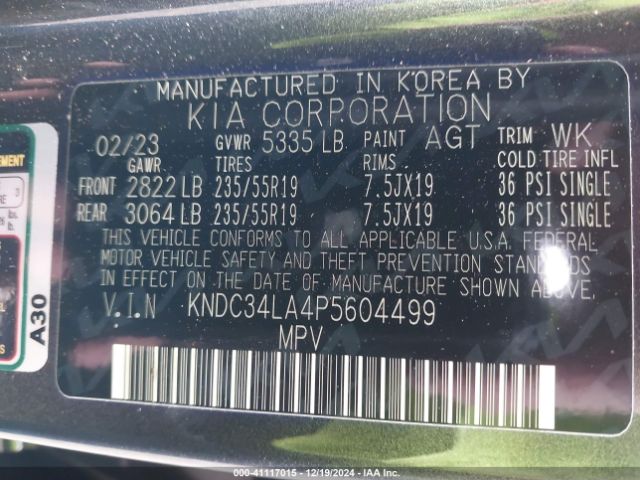 MANUFACTURED IN KOREA BY
KIA CORPORATION
02/23 GVWR 5335 LB PAINT AGT TRIM WK
GAWR TIRES RIMS COLD TIRE INFL
FRONT 2822 LB 235/55R19 7.5JX19 36 PSI SINGLE
REAR 3064 LB 235/55R19 7.5JX19 36 PSI SINGLE
THIS VEHICLE CONFORMS TO ALL APPLICABLE U.S.A. FEDERAL
MOTOR VEHICLE SAFETY AND THEFT PREVENTION STANDARDS
IN EFFECT ON THE DATE OF MANUFACTURE SHOWN ABOVE.
V.I.N KNDC34LA4P5604499
MPV
A30
000-41117015 - 12/19/2024 - IAA Inc.